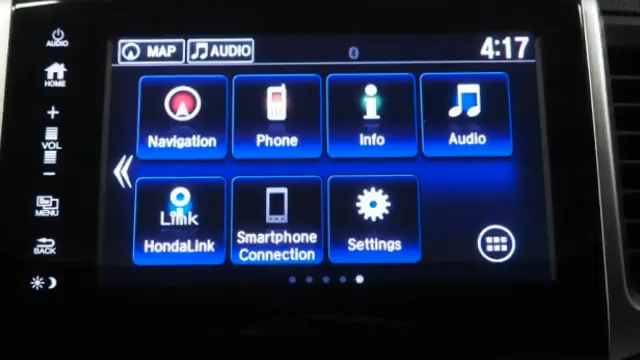 AUDIO
HOME
VOL
MENU
BACK
MAP
AUDIO
4:17
Navigation
Phone
Info
Audio
Link
HondaLink
Smartphone
Connection
Settings